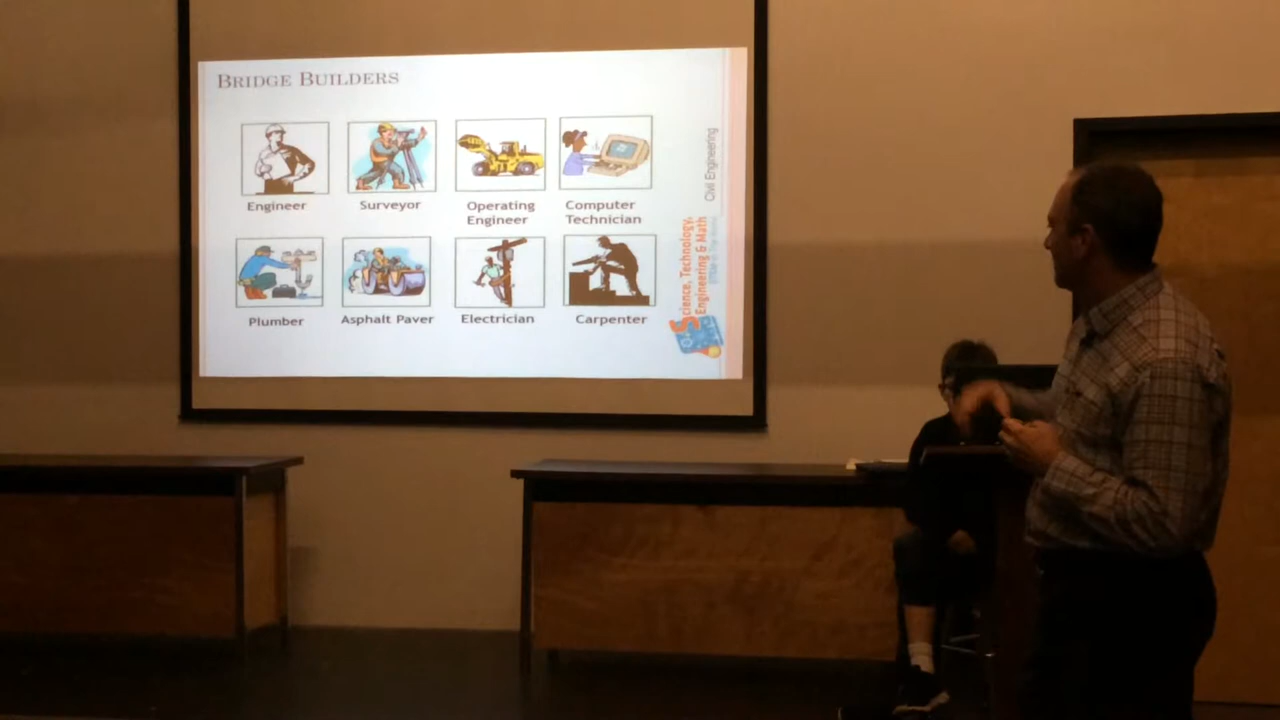 BRIDGE BUILDERS
Engineer
Surveyor
Operating
Engineer
Computer
Technician
Plumber
Asphalt Paver
Electrician
Carpenter
Civil Engineering
Science, Technology,
Engineering & Math